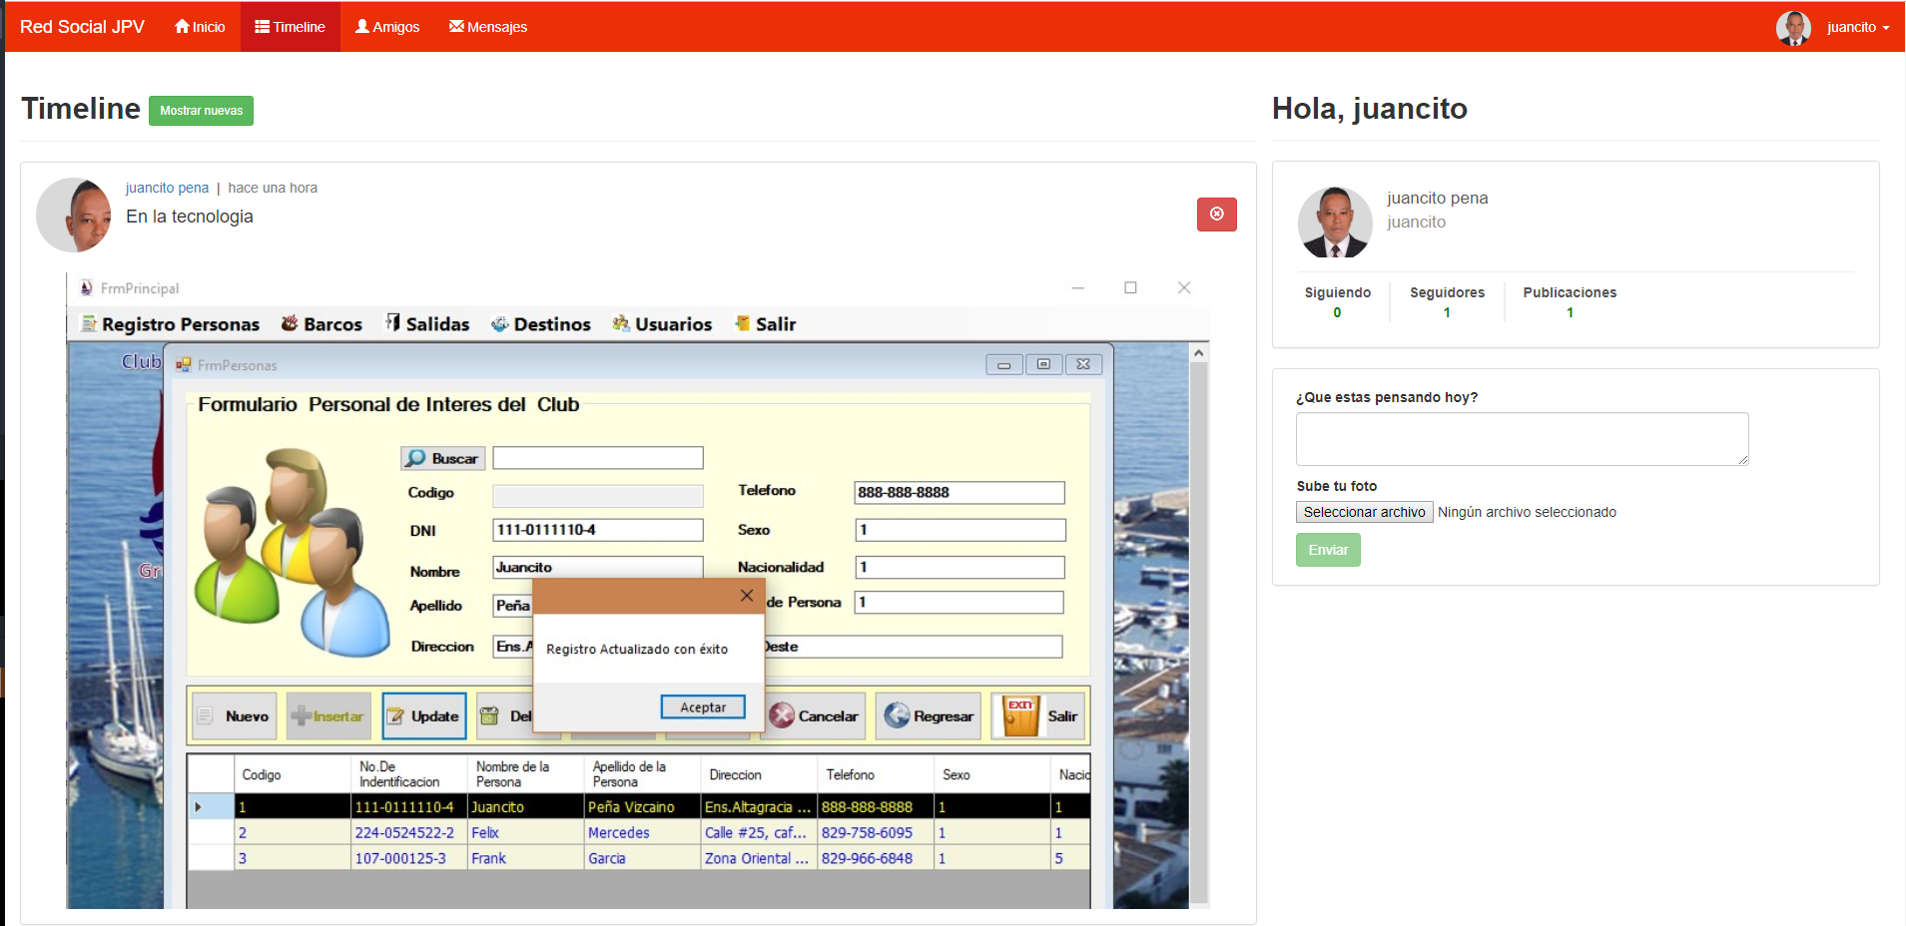 Red Social JPV Inicio Timeline Amigos Mensajes juancito
Timeline Mostrar nuevas
juancito pena | hace una hora
En la tecnologia
FrmPrincipal
Registro Personas Barcos Salidas Destinos Usuarios Salir
Club
FrmPersonas
Formulario Personal de Interes del Club
Buscar
Codigo
Telefono 888-888-8888
DNI 111-0111110-4
Sexo 1
Gr
Nombre Juancito
Nacionalidad 1
Apellido Peña
de Persona 1
Direccion Ens.A
Oeste
Registro Actualizado con éxito
Aceptar
Nuevo Insertar Update Del Cancelar Regresar EXIT Salir
Codigo No.De Indentificacion Nombre de la Persona Apellido de la Persona Direccion Telefono Sexo Nacio
1 111-0111110-4 Juancito Peña Vizcaino Ens.Altagracia ... 888-888-8888 1 1
2 224-0524522-2 Felix Mercedes Calle #25, caf... 829-758-6095 1 1
3 107-000125-3 Frank Garcia Zona Oriental ... 829-966-6848 1 5
Hola, juancito
juancito pena
juancito
Siguiendo Seguidores Publicaciones
0 1 1
¿Que estas pensando hoy?
Sube tu foto
Seleccionar archivo Ningún archivo seleccionado
Enviar